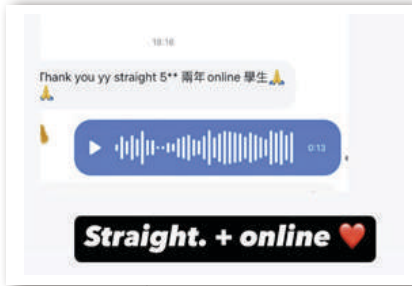 18:16
Thank you yy straight 5** 兩年 online 學生🙏
🙏
0:13
Straight. + online ❤️